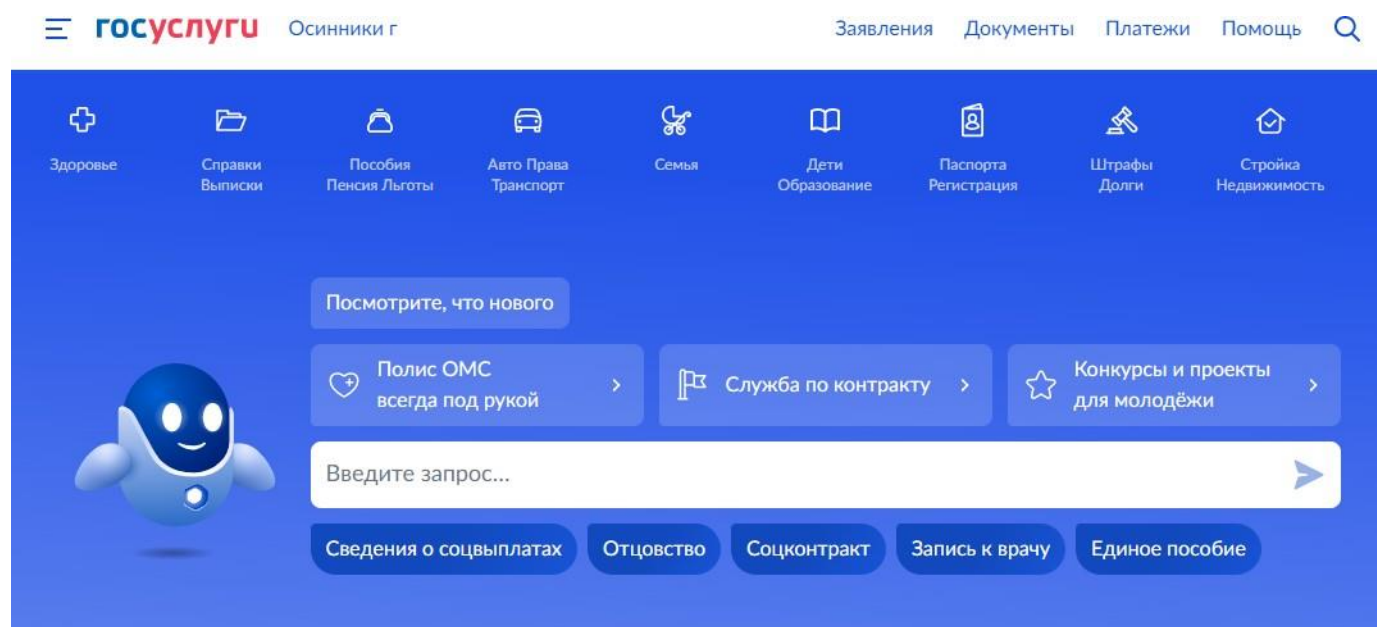 госуслуги Осинники г Заявления Документы Платежи Помощь
Здоровье
Справки
Выписки
Пособия
Пенсия Льготы
Авто Права
Транспорт
Семья
Дети
Образование
Паспорта
Регистрация
Штрафы
Долги
Стройка
Недвижимость
Посмотрите, что нового
Полис ОМС
всегда под рукой
Служба по контракту
Конкурсы и проекты
для молодёжи
Введите запрос...
Сведения о соцвыплатах Отцовство Соцконтракт Запись к врачу Единое пособие